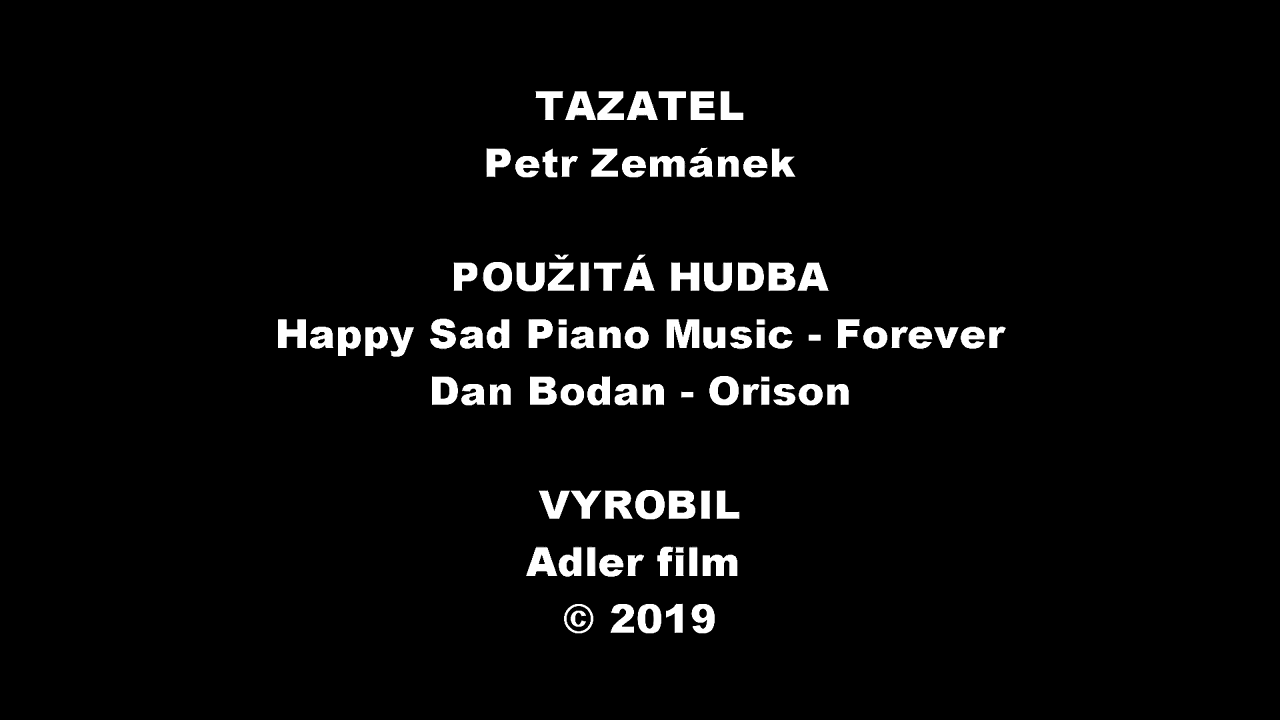 TAZATEL
Petr Zemánek
POUŽITÁ HUDBA
Happy Sad Piano Music - Forever
Dan Bodan - Orison
VYROBIL
Adler film
© 2019